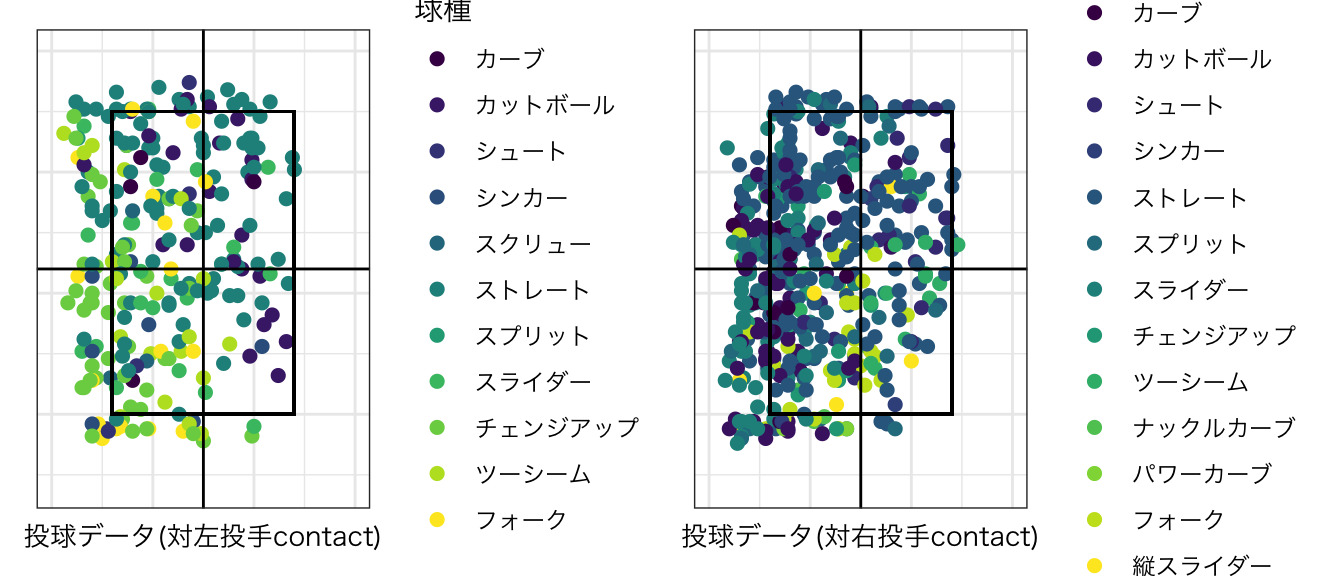 球種
カーブ
カットボール
シュート
シンカー
スクリュー
ストレート
スプリット
スライダー
チェンジアップ
ツーシーム
フォーク
投球データ(対左投手contact)
カーブ
カットボール
シュート
シンカー
ストレート
スプリット
スライダー
チェンジアップ
ツーシーム
ナックルカーブ
パワーカーブ
フォーク
縦スライダー
投球データ(対右投手contact)